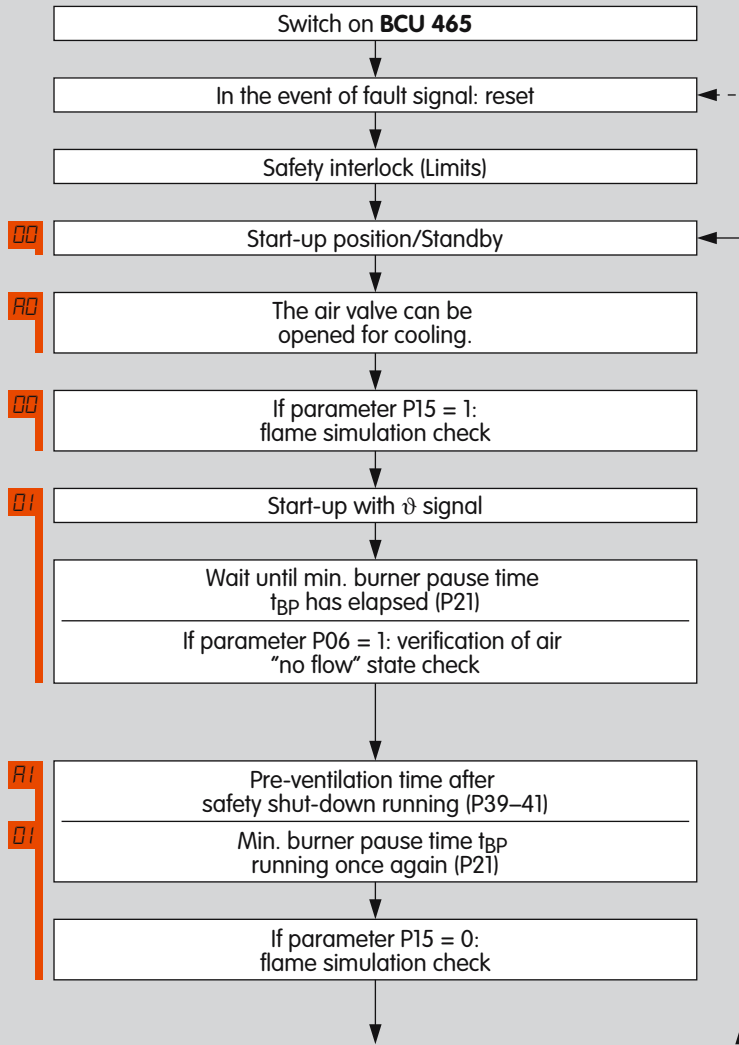 Switch on BCU 465
In the event of fault signal: reset
Safety interlock (Limits)
00
Start-up position/Standby
A0
The air valve can be
opened for cooling.
00
If parameter P15 = 1:
flame simulation check
01
Start-up with ϑ signal
Wait until min. burner pause time
tBP has elapsed (P21)
If parameter P06 = 1: verification of air
"no flow" state check
A1
Pre-ventilation time after
safety shut-down running (P39–41)
01
Min. burner pause time tBP
running once again (P21)
If parameter P15 = 0:
flame simulation check